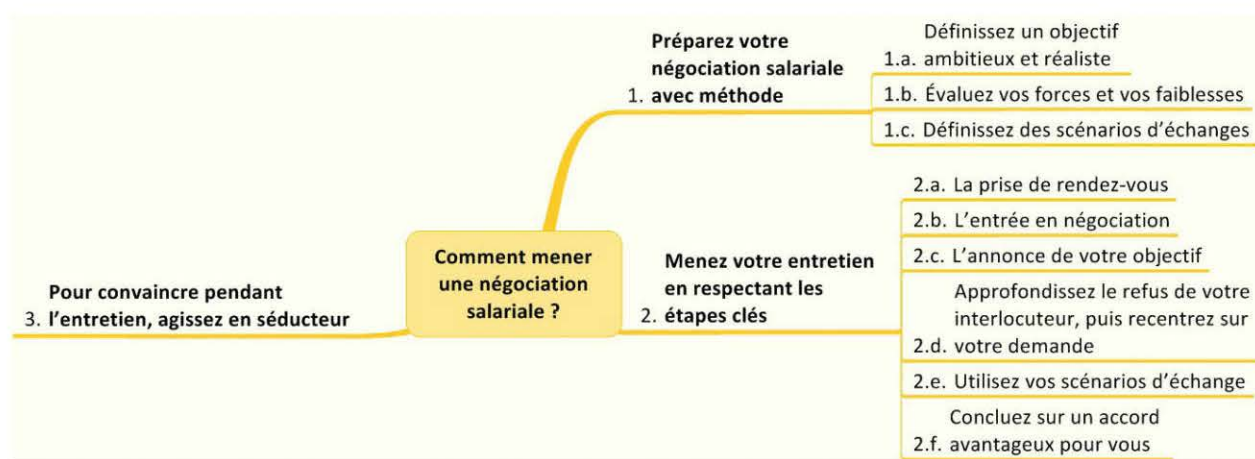 Comment mener
une négociation
salariale ?
Préparez votre
négociation salariale
1. avec méthode
Définissez un objectif
1.a. ambitieux et réaliste
1.b. Évaluez vos forces et vos faiblesses
1.c. Définissez des scénarios d’échanges
Menez votre entretien
en respectant les
2. étapes clés
2.a. La prise de rendez-vous
2.b. L’entrée en négociation
2.c. L’annonce de votre objectif
Approfondissez le refus de votre
interlocuteur, puis recentrez sur
2.d. votre demande
2.e. Utilisez vos scénarios d’échange
Concluez sur un accord
2.f. avantageux pour vous
Pour convaincre pendant
3. l’entretien, agissez en séducteur